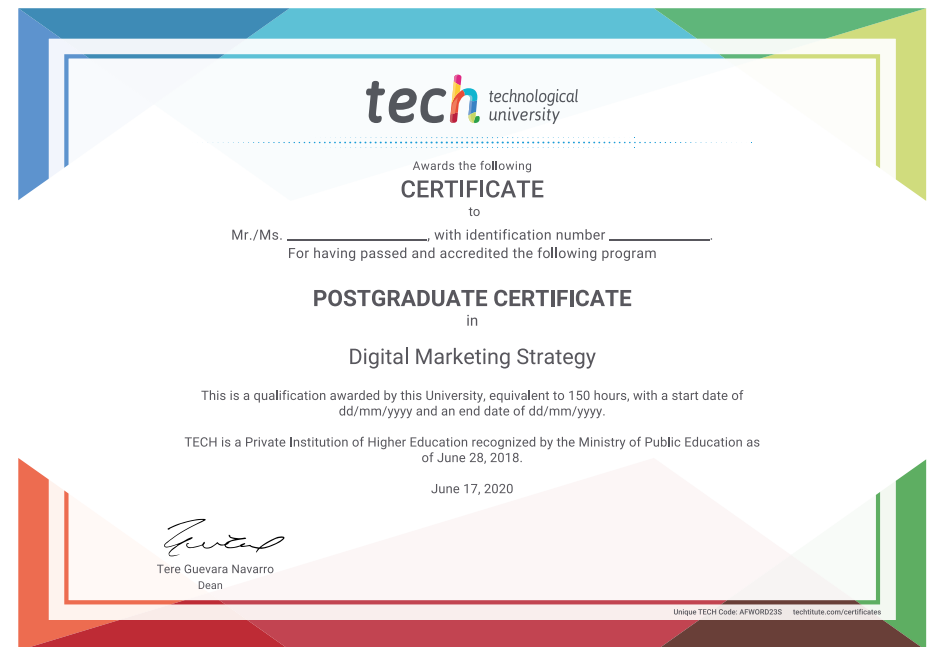 tech technological
university
Awards the following
CERTIFICATE
to
Mr./Ms. ____________, with identification number ____________.
For having passed and accredited the following program
POSTGRADUATE CERTIFICATE
in
Digital Marketing Strategy
This is a qualification awarded by this University, equivalent to 150 hours, with a start date of
dd/mm/yyyy and an end date of dd/mm/yyyy.
TECH is a Private Institution of Higher Education recognized by the Ministry of Public Education as
of June 28, 2018.
June 17, 2020
Tere Guevara Navarro
Dean
Unique TECH Code: AFWORD23S techtitute.com/certificates